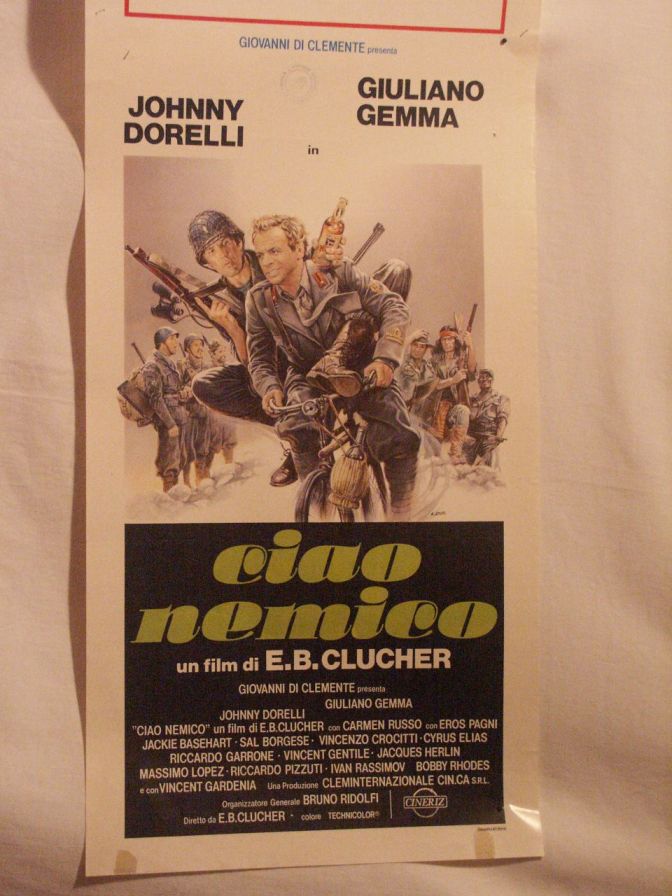 GIOVANNI DI CLEMENTE presenta
JOHNNY
DORELLI
GIULIANO
GEMMA
in
ciao
nemico
un film di E.B.CLUCHER
GIOVANNI DI CLEMENTE presenta
JOHNNY DORELLI GIULIANO GEMMA
"CIAO NEMICO" un film di E.B.CLUCHER con CARMEN RUSSO con EROS PAGNI
JACKIE BASEHART · SAL BORGESE · VINCENZO CROCITTI · CYRUS ELIAS
RICCARDO GARRONE · VINCENT GENTILE · JACQUES HERLIN
MASSIMO LOPEZ · RICCARDO PIZZUTI · IVAN RASSIMOV BOBBY RHODES
e con VINCENT GARDENIA Una Produzione CLEMINTERNAZIONALE CIN.CA S.R.L.
Organizzatore Generale BRUNO RIDOLFI
Diretto da E.B.CLUCHER · colore TECHNICOLOR®
CINERIZ